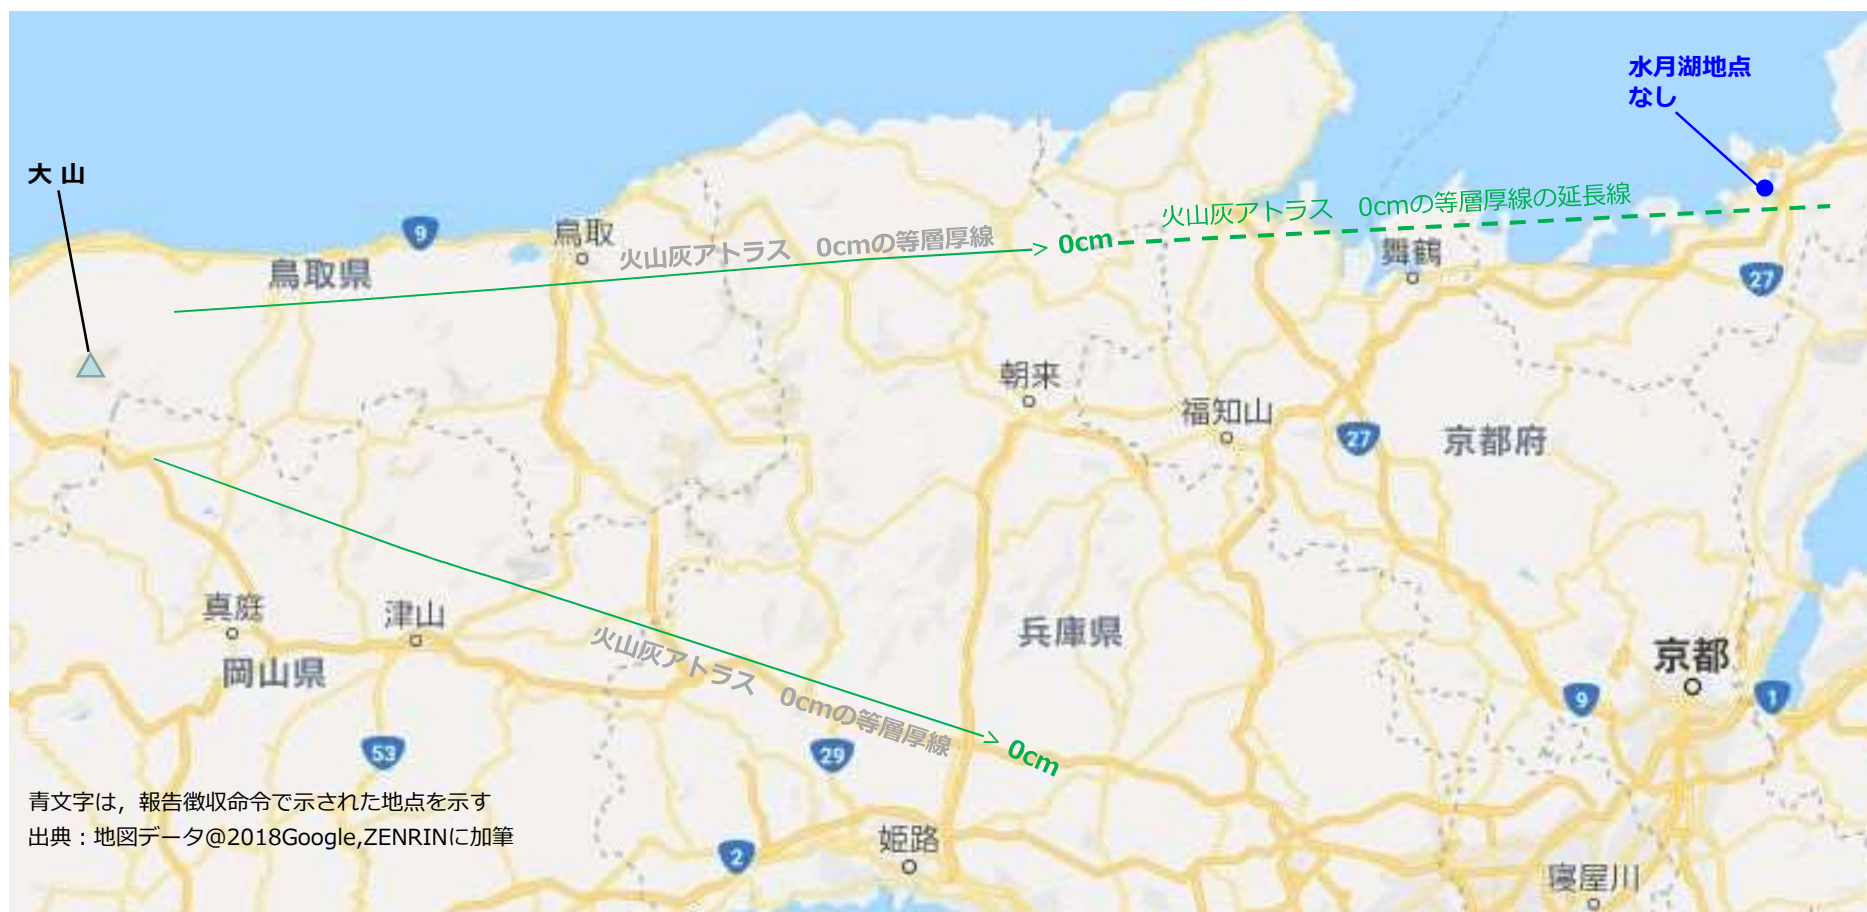 水月湖地点
なし
大 山
火山灰アトラス　0cmの等層厚線の延長線
9
鳥取
火山灰アトラス　0cmの等層厚線
> 0cm
舞鶴
鳥取県
27
朝来
福知山
27
京都府
真庭
津山
兵庫県
火山灰アトラス　0cmの等層厚線
> 0cm
京都
岡山県
9
1
53
29
青文字は，報告徴収命令で示された地点を示す
出典：地図データ@2018Google,ZENRINに加筆
2
姫路
寝屋川